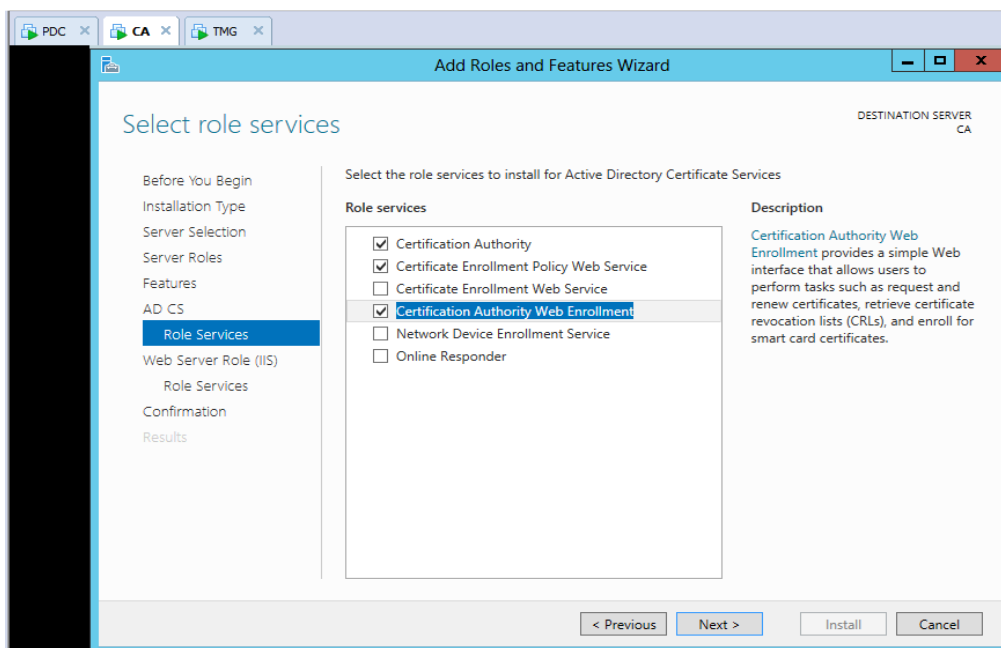 PDC
CA
TMG
Add Roles and Features Wizard
Select role services
DESTINATION SERVER
CA
Before You Begin
Installation Type
Server Selection
Server Roles
Features
AD CS
Role Services
Web Server Role (IIS)
Role Services
Confirmation
Results
Select the role services to install for Active Directory Certificate Services
Role services
Certification Authority
Certificate Enrollment Policy Web Service
Certificate Enrollment Web Service
Certification Authority Web Enrollment
Network Device Enrollment Service
Online Responder
Description
Certification Authority Web
Enrollment provides a simple Web
interface that allows users to
perform tasks such as request and
renew certificates, retrieve certificate
revocation lists (CRLs), and enroll for
smart card certificates.
< Previous
Next >
Install
Cancel